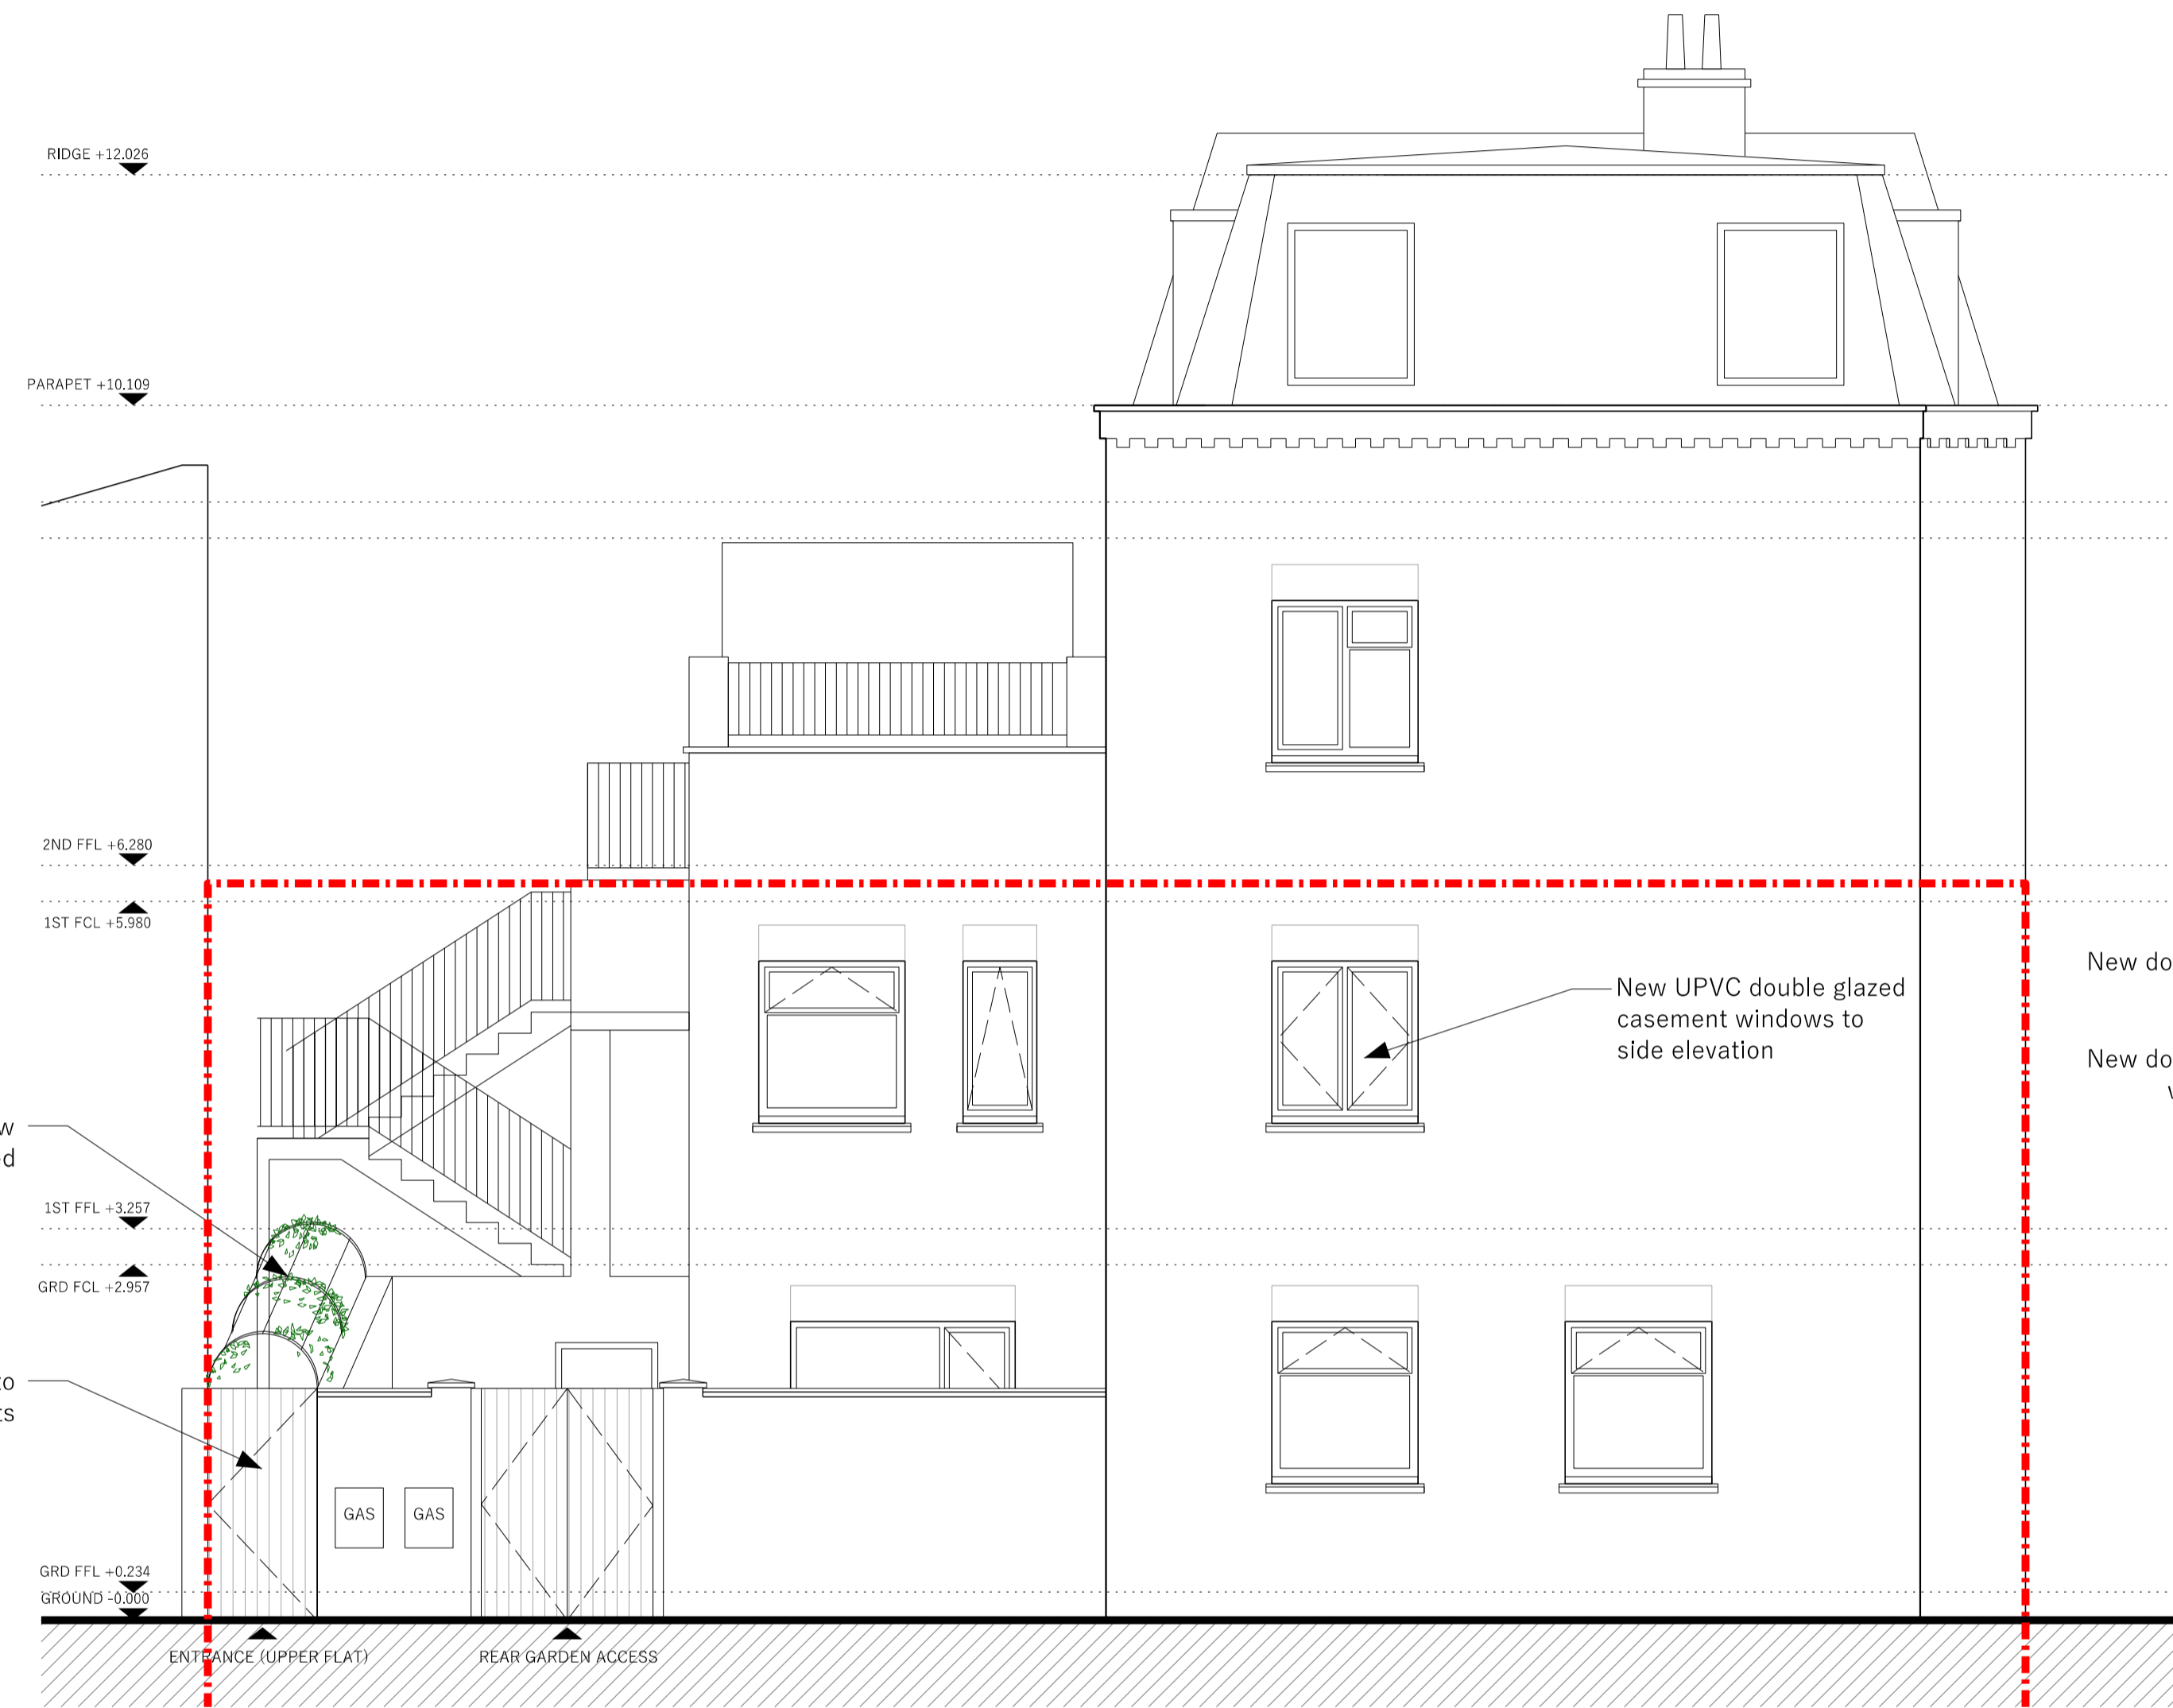 RIDGE +12.026
PARAPET +10.109
2ND FFL +6.280
1ST FCL +5.980
New UPVC double glazed
casement windows to
side elevation
New do
New do
1ST FFL +3.257
GRD FCL +2.957
to
GAS GAS
GRD FFL +0.234
GROUND -0.000
ENTRANCE (UPPER FLAT)
REAR GARDEN ACCESS